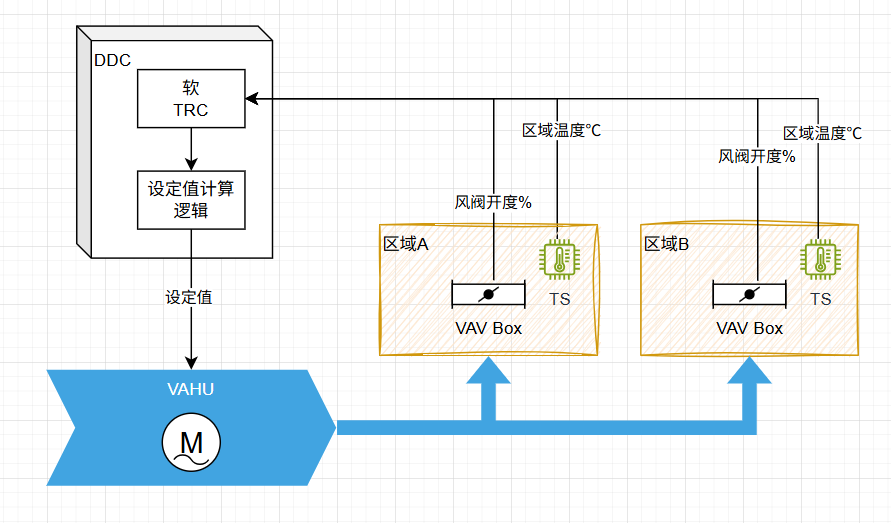 DDC
软
TRC
设定值计算
逻辑
设定值
VAHU
M
区域温度℃
风阀开度%
区域A
TS
VAV Box
区域温度℃
风阀开度%
区域B
TS
VAV Box